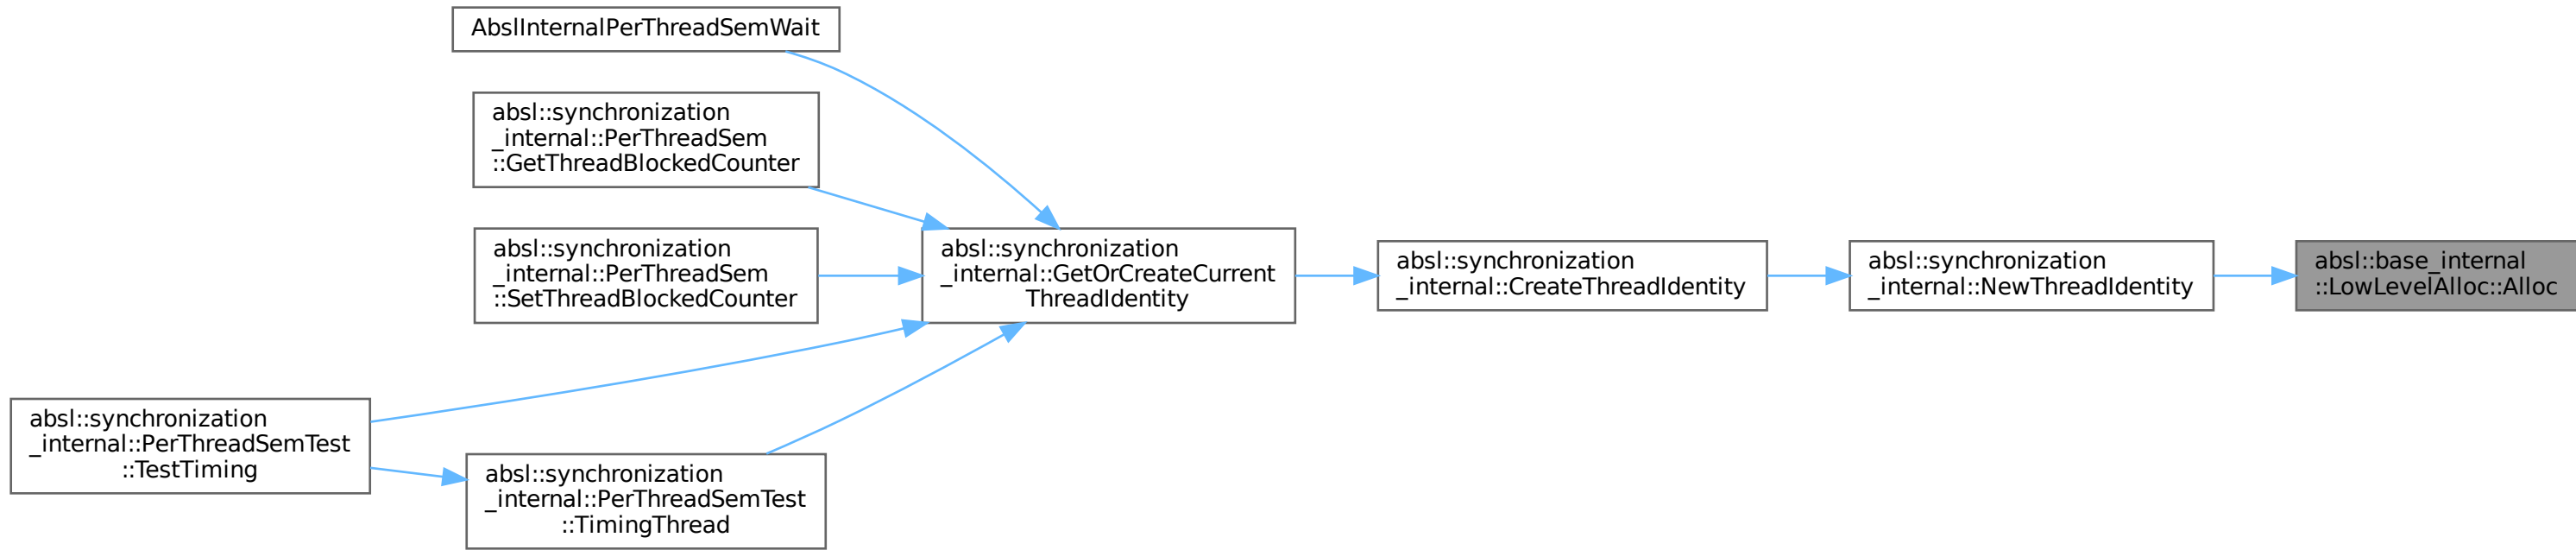 AbslInternalPerThreadSemWait
absl::synchronization
_internal::PerThreadSem
::GetThreadBlockedCounter
absl::synchronization
_internal::PerThreadSem
::SetThreadBlockedCounter
absl::synchronization
_internal::GetOrCreateCurrent
ThreadIdentity
absl::synchronization
_internal::CreateThreadIdentity
absl::synchronization
_internal::NewThreadIdentity
absl::base_internal
::LowLevelAlloc::Alloc
absl::synchronization
_internal::PerThreadSemTest
::TestTiming
absl::synchronization
_internal::PerThreadSemTest
::TimingThread